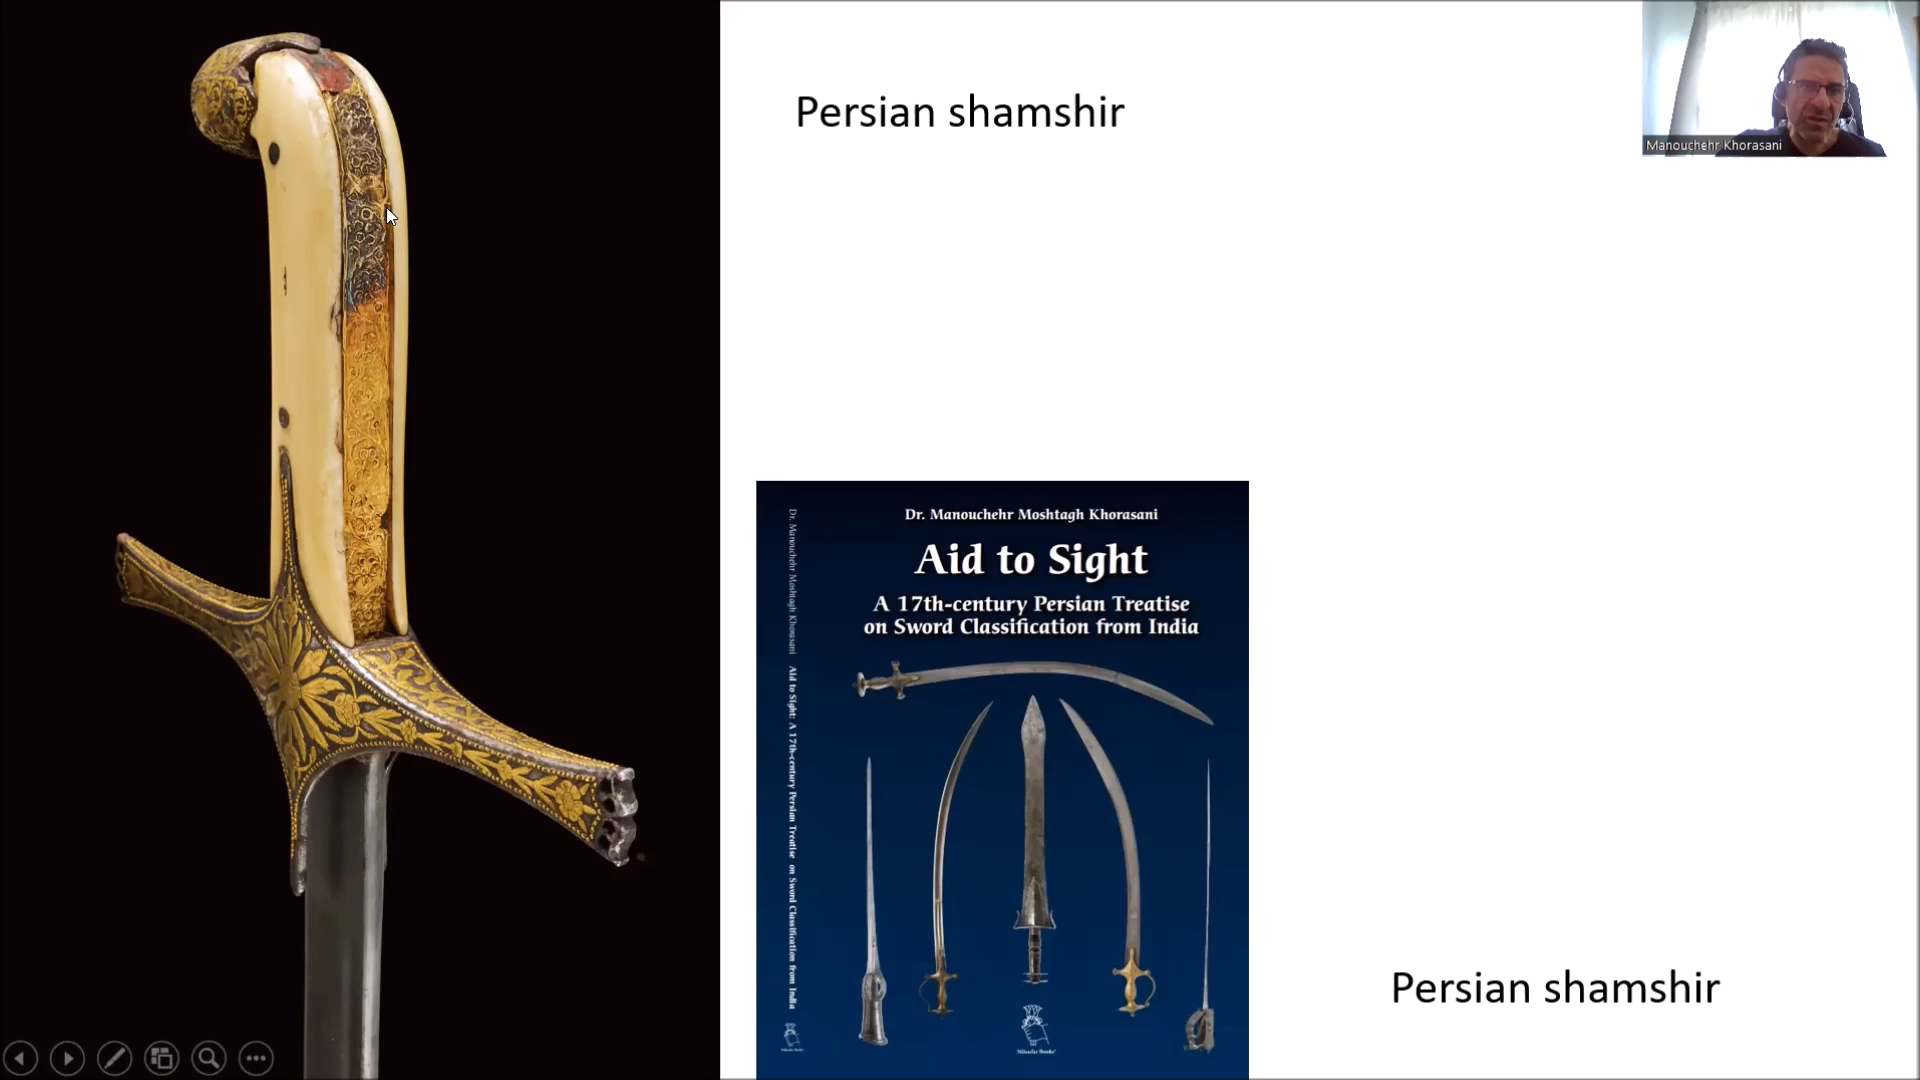 Persian shamshir
Manouchehr Khorasani
Dr. Manouchehr Moshtagh Khorasani
Aid to Sight
A 17th-century Persian Treatise
on Sword Classification from India
Dr. Manouchehr Moshtagh Khorasani Aid to Sight: A 17th-century Persian Treatise on Sword Classification from India
Persian shamshir